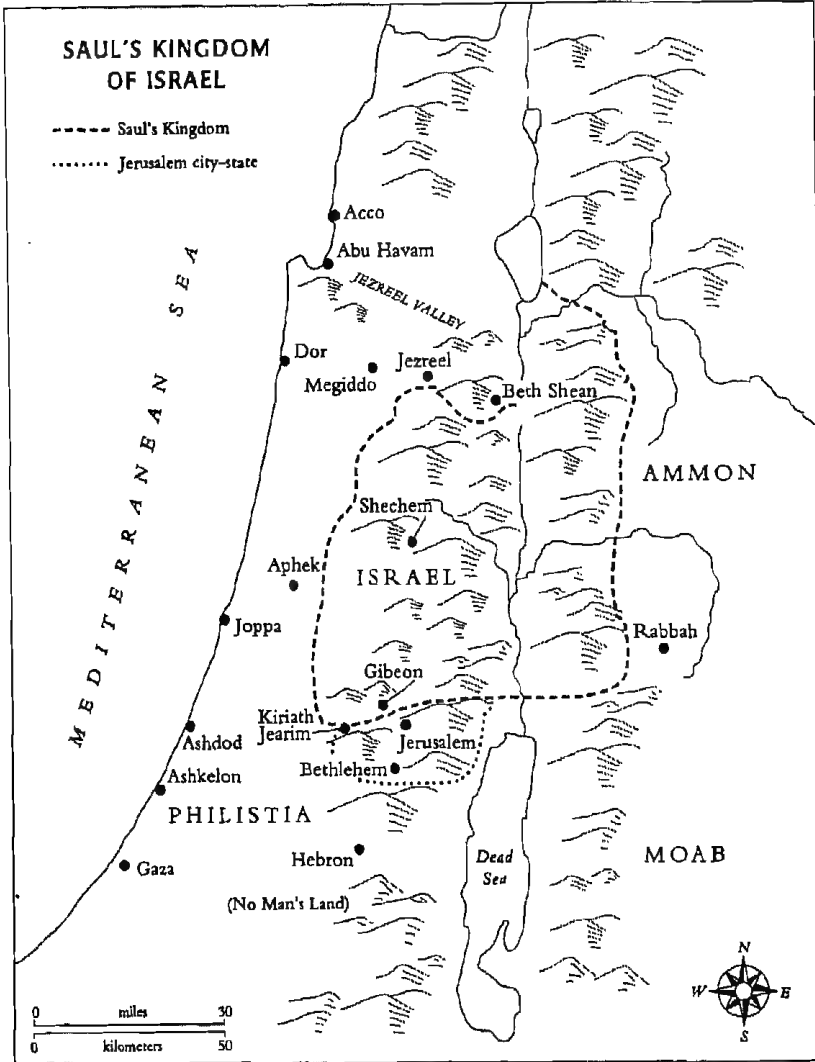 SAUL'S KINGDOM
OF ISRAEL
Saul's Kingdom
Jerusalem city-state
Acco
Abu Havam
JEZREEL VALLEY
MEDITERRANEAN SEA
Dor
Megiddo
Jezreel
Beth Shean
AMMON
Shechem
ISRAEL
Aphek
Joppa
Rabbah
Gibeon
Kiriath
Jearim
Jerusalem
Ashdod
Bethlehem
Ashkelon
PHILISTIA
Hebron
Dead
Sea
MOAB
Gaza
(No Man's Land)
N
W E
S
0 miles 30
0 kilometers 50